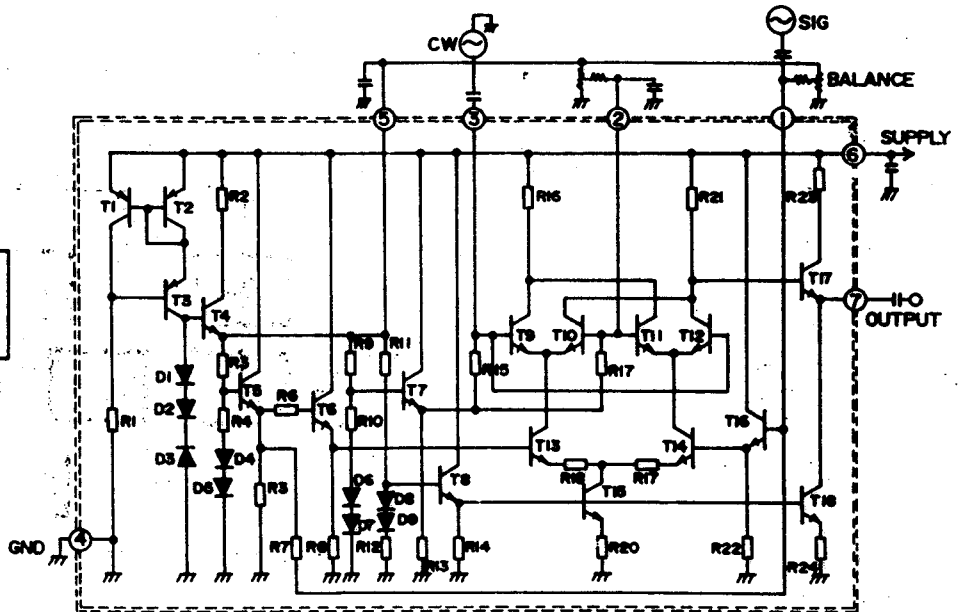 SIG
CW
BALANCE
5
3
2
1
SUPPLY
6
T1
T2
R2
R16
R21
R23
T3
T4
T17
7
OUTPUT
T9
T10
T11
T12
R9
R11
R3
R15
R17
D1
T5
R6
T6
T7
D2
R1
R4
R10
T16
D3
D4
T13
T14
D5
R3
D6
D8
T8
R18
R17
T15
T18
D7
D9
4
GND
R7
R8
R12
R13
R14
R20
R22
R24